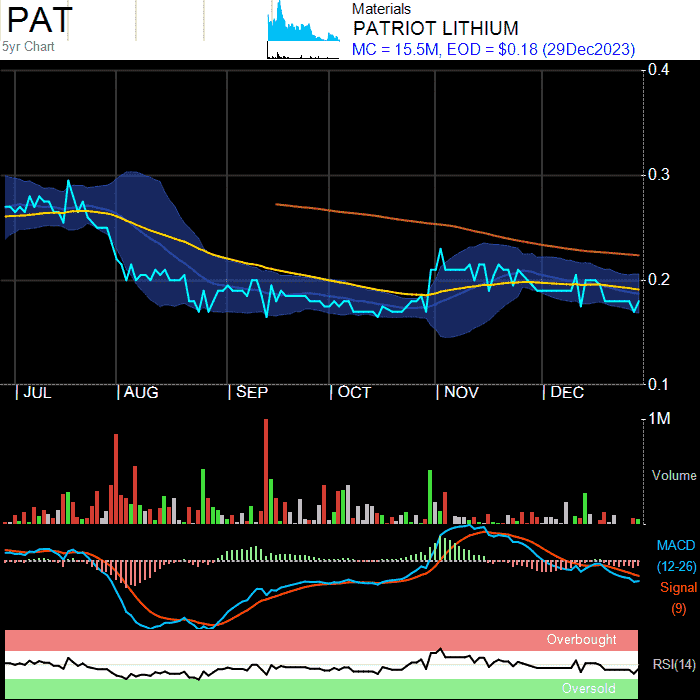 PAT
5yr Chart
Materials
PATRIOT LITHIUM
MC = 15.5M, EOD = $0.18 (29Dec2023)
0.4
0.3
0.2
0.1
JUL AUG SEP OCT NOV DEC
1M
Volume
MACD
(12-26)
Signal
(9)
Overbought
RSI(14)
Oversold